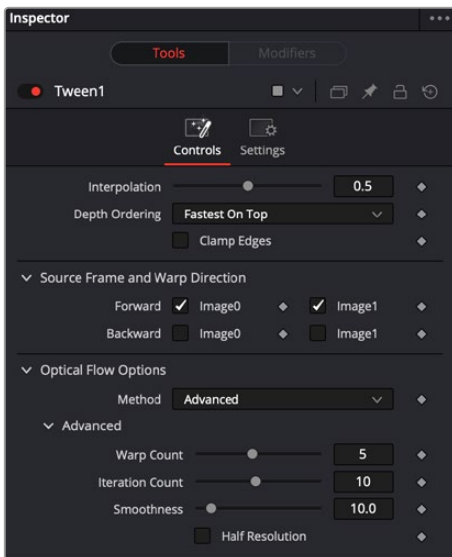 Inspector
Tools Modifiers
Tween1
Controls Settings
Interpolation 0.5
Depth Ordering Fastest On Top
Clamp Edges
Source Frame and Warp Direction
Forward Image0 Image1
Backward Image0 Image1
Optical Flow Options
Method Advanced
Advanced
Warp Count 5
Iteration Count 10
Smoothness 10.0
Half Resolution